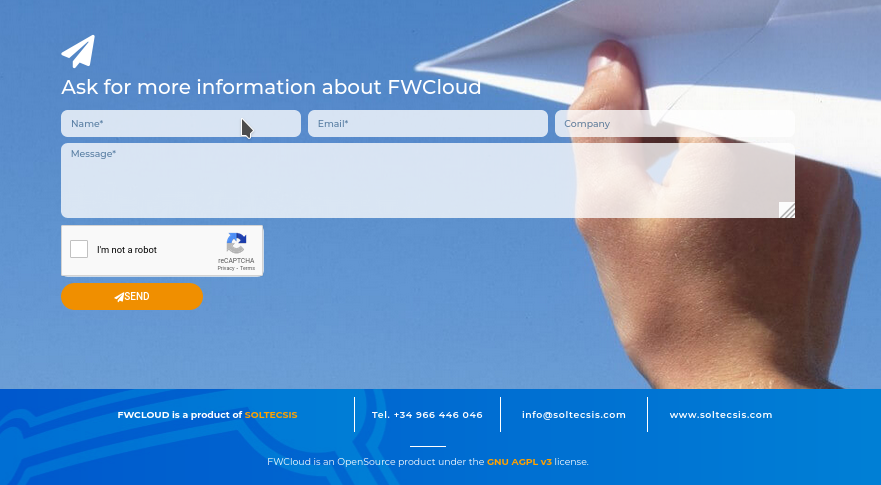 Ask for more information about FWCloud
Name*
Email*
Company
Message*
I'm not a robot
reCAPTCHA
Privacy - Terms
SEND
FWCLOUD is a product of SOLTECSIS
Tel. +34 966 446 046
info@soltecsis.com
www.soltecsis.com
FWCloud is an OpenSource product under the GNU AGPL v3 license.